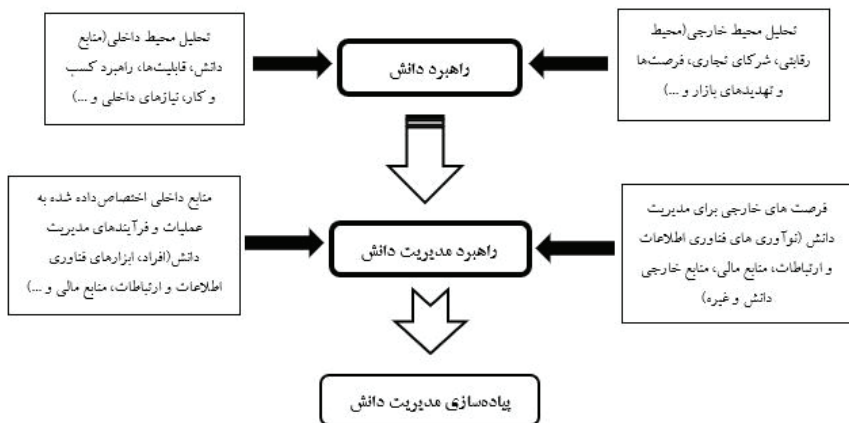 تحلیل محیط خارجی(محیط
رقابتی، شرکای تجاری، فرصت‌ها
و تهدیدهای بازار و ...)
راهبرد دانش
تحلیل محیط داخلی(منابع
دانش، قابلیت‌ها، راهبرد کسب
و کار، نیازهای داخلی و ...)
فرصت های خارجی برای مدیریت
دانش (نوآوری های فناوری اطلاعات
و ارتباطات، منابع مالی، منابع خارجی
دانش و غیره)
راهبرد مدیریت دانش
منابع داخلی اختصاص‌داده شده به
عملیات و فرآیندهای مدیریت
دانش(افراد، ابزارهای فناوری
اطلاعات و ارتباطات، منابع مالی و ...)
پیاده‌سازی مدیریت دانش